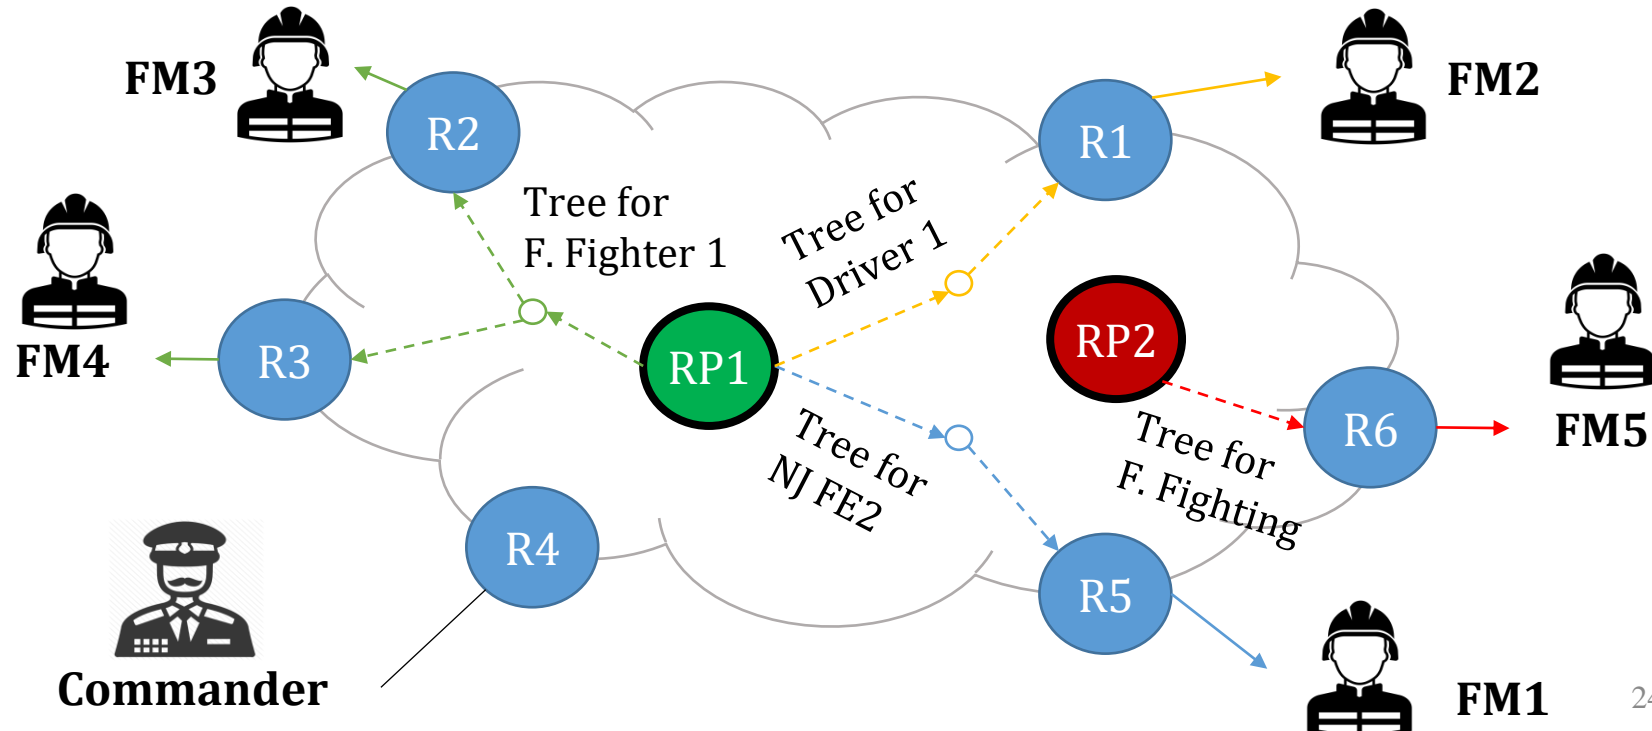 FM3
R2
R1
FM2
Tree for
F. Fighter 1
Tree for
Driver 1
FM4
R3
RP1
RP2
R6
FM5
Tree for
NJ FE2
Tree for
F. Fighting
R4
R5
Commander
FM1
24